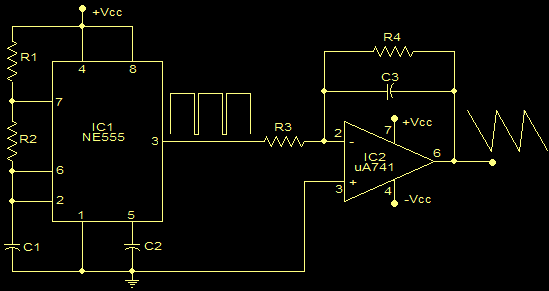 +Vcc
R1
4
8
7
IC1
NE555
R2
3
6
2
1
5
C1
C2
R3
R4
C3
2
-
7
+Vcc
IC2
uA741
6
+
3
4
-Vcc